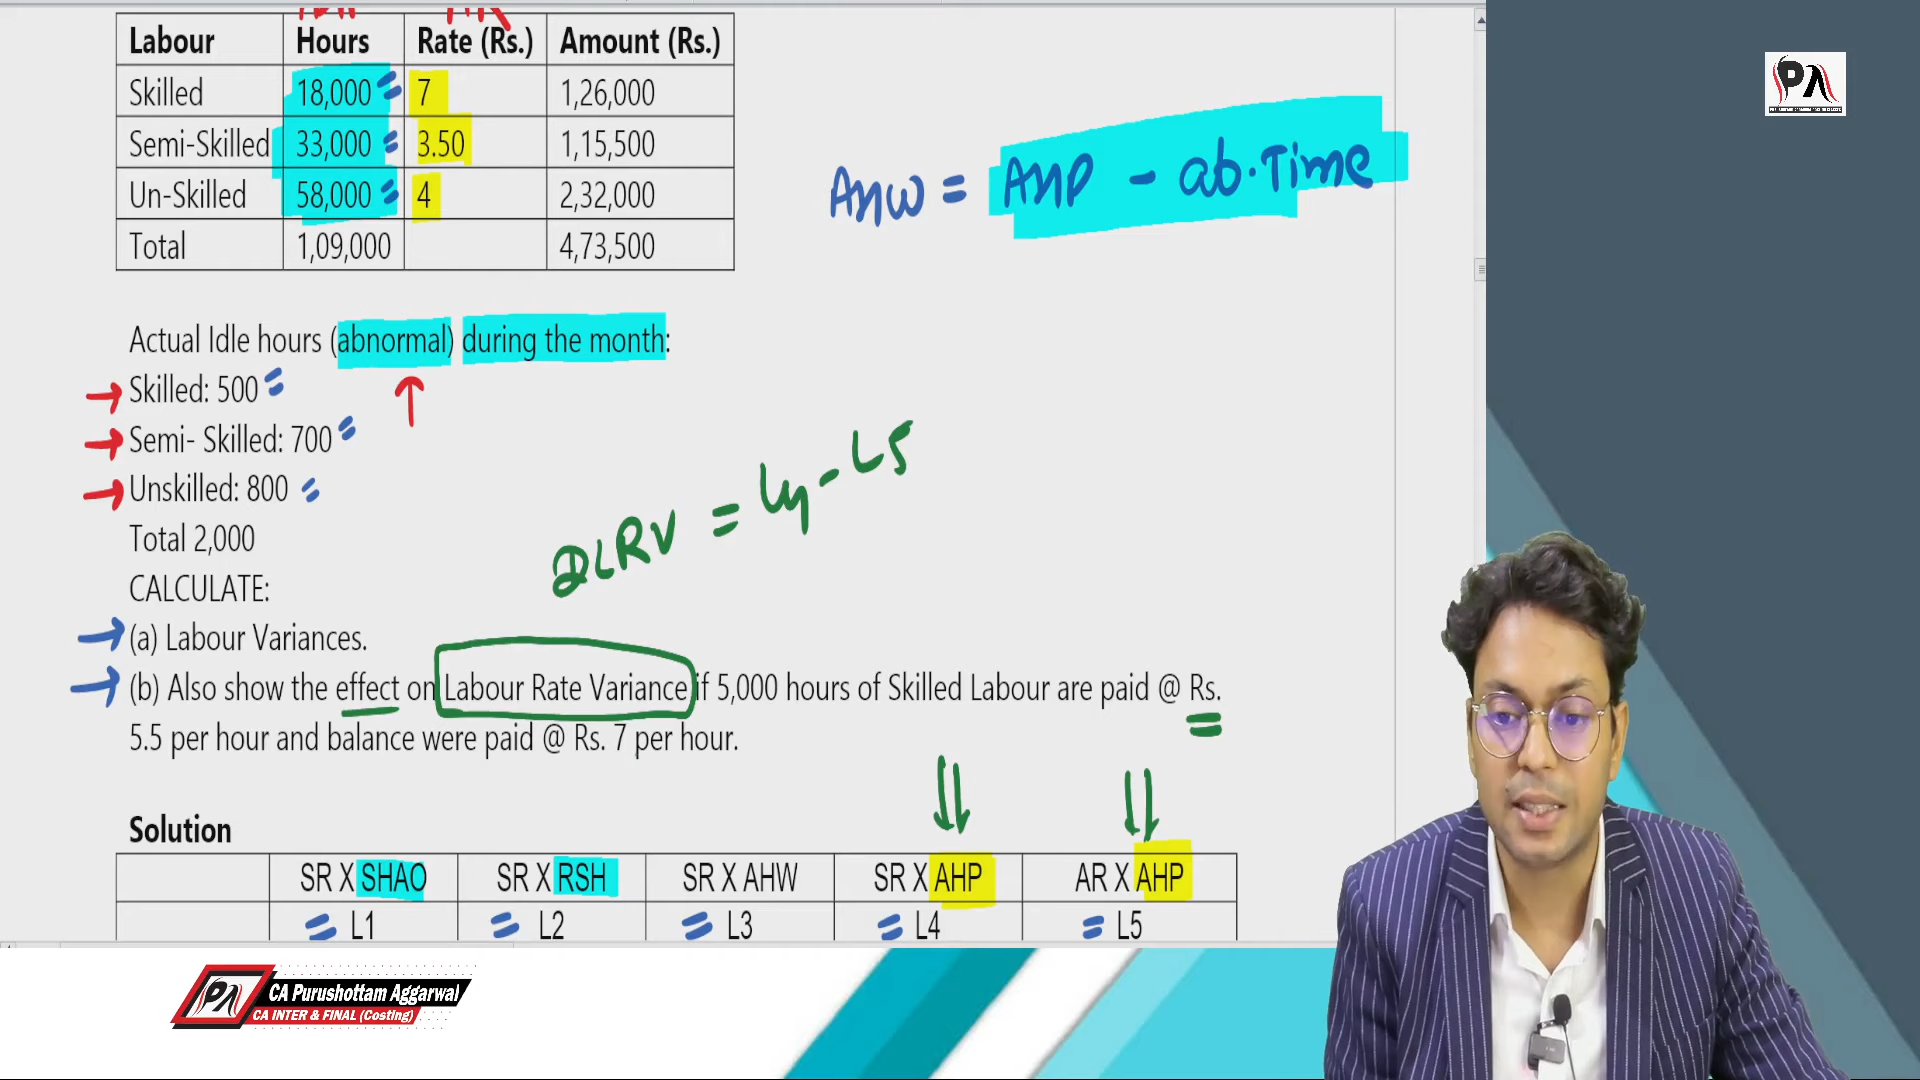 Labour Hours Rate (Rs.) Amount (Rs.)
Skilled 18,000 = 7 1,26,000
Semi-Skilled 33,000 = 3.50 1,15,500
Un-Skilled 58,000 = 4 2,32,000
Total 1,09,000 4,73,500
AHW = AHP - ab. Time
Actual Idle hours (abnormal) during the month:
Skilled: 500 =
Semi- Skilled: 700 =
Unskilled: 800 =
Total 2,000
DLRV = L4 - L5
CALCULATE:
(a) Labour Variances.
(b) Also show the effect on Labour Rate Variance if 5,000 hours of Skilled Labour are paid @ Rs.
5.5 per hour and balance were paid @ Rs. 7 per hour.
Solution
SR X SHAO SR X RSH SR X AHW SR X AHP AR X AHP
= L1 = L2 = L3 = L4 = L5
PA
CA Purushottam Aggarwal
CA INTER & FINAL (Costing)
PA